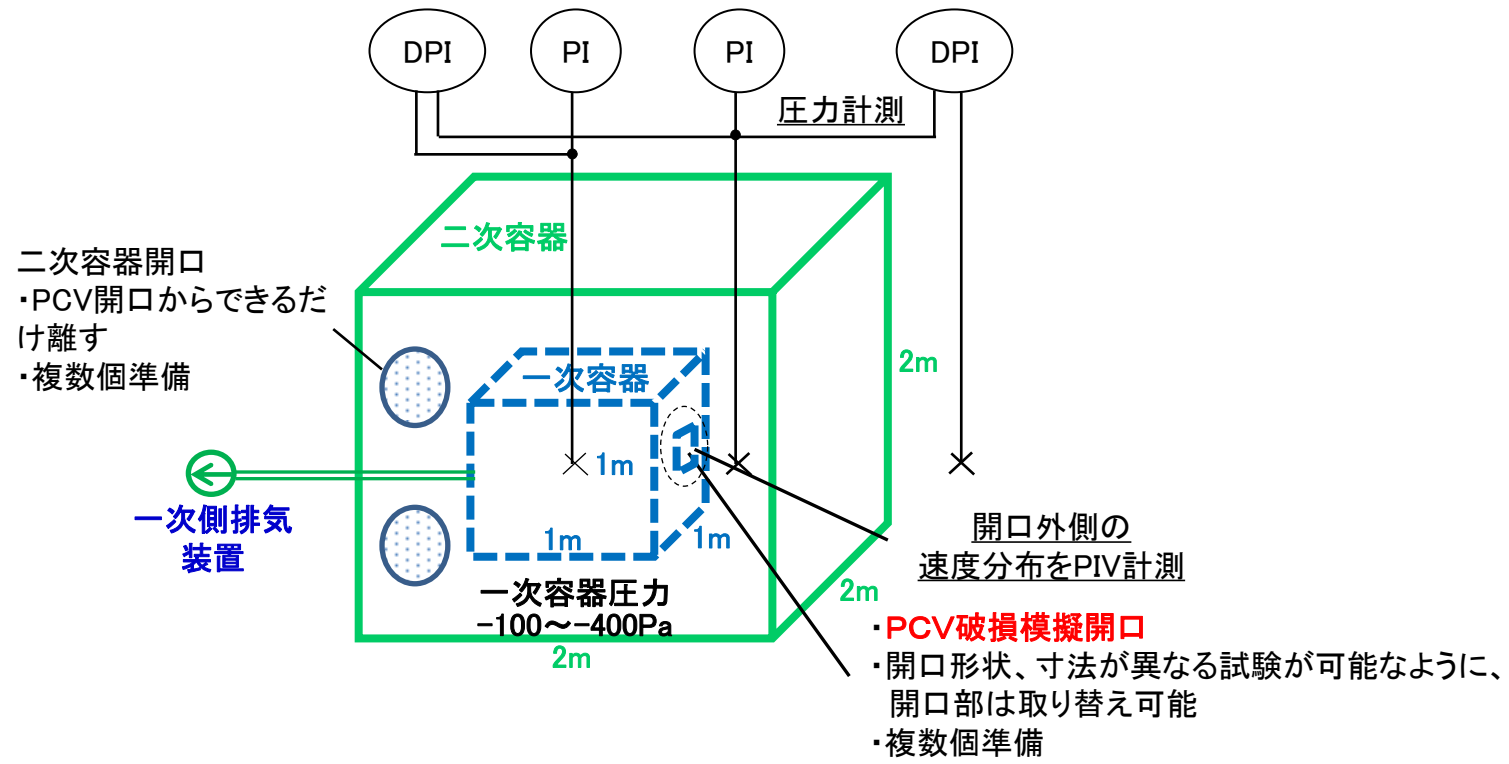 DPI
PI
PI
DPI
圧力計測
二次容器
二次容器開口
・PCV開口からできるだ
け離す
・複数個準備
2m
一次容器
1m
一次側排気
装置
1m
1m
開口外側の
速度分布をPIV計測
一次容器圧力
-100~-400Pa
2m
2m
・PCV破損模擬開口
・開口形状、寸法が異なる試験が可能なように、
開口部は取り替え可能
・複数個準備